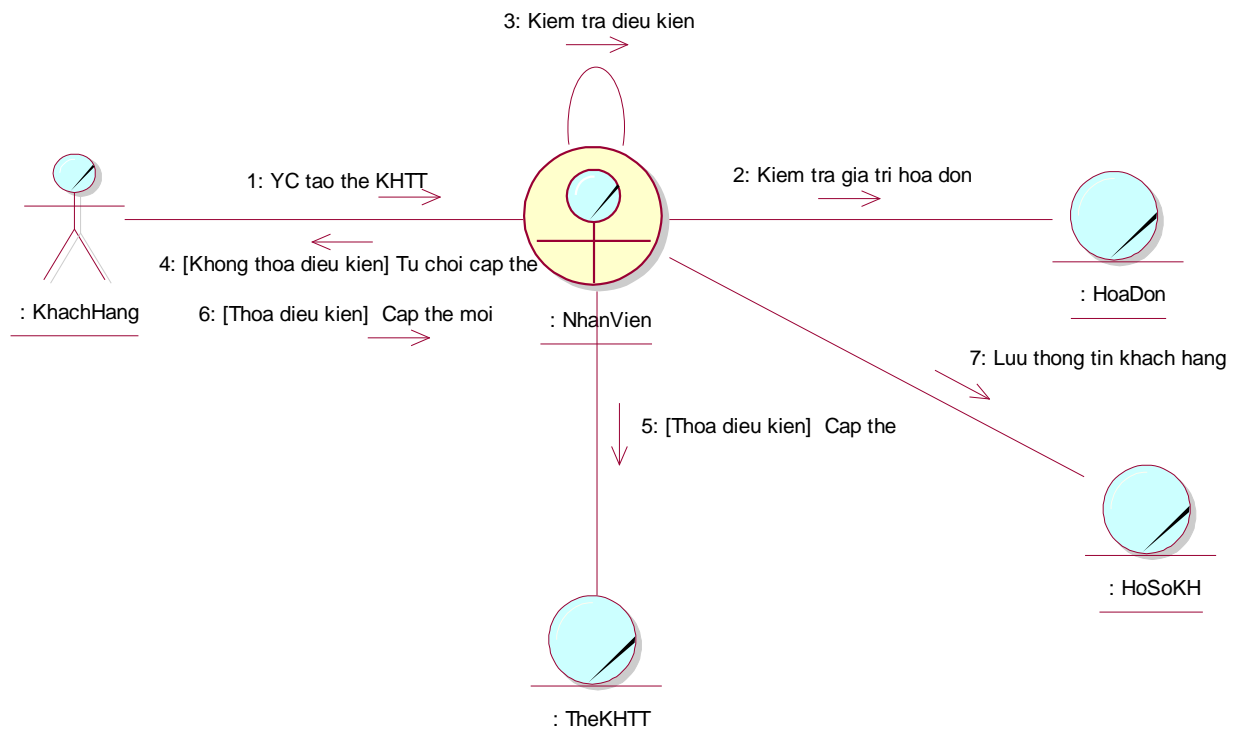 3: Kiem tra dieu kien
1: YC tao the KHTT
2: Kiem tra gia tri hoa don
4: [Khong thoa dieu kien] Tu choi cap the
: KhachHang
6: [Thoa dieu kien] Cap the moi
: NhanVien
: HoaDon
7: Luu thong tin khach hang
5: [Thoa dieu kien] Cap the
: HoSoKH
: TheKHTT